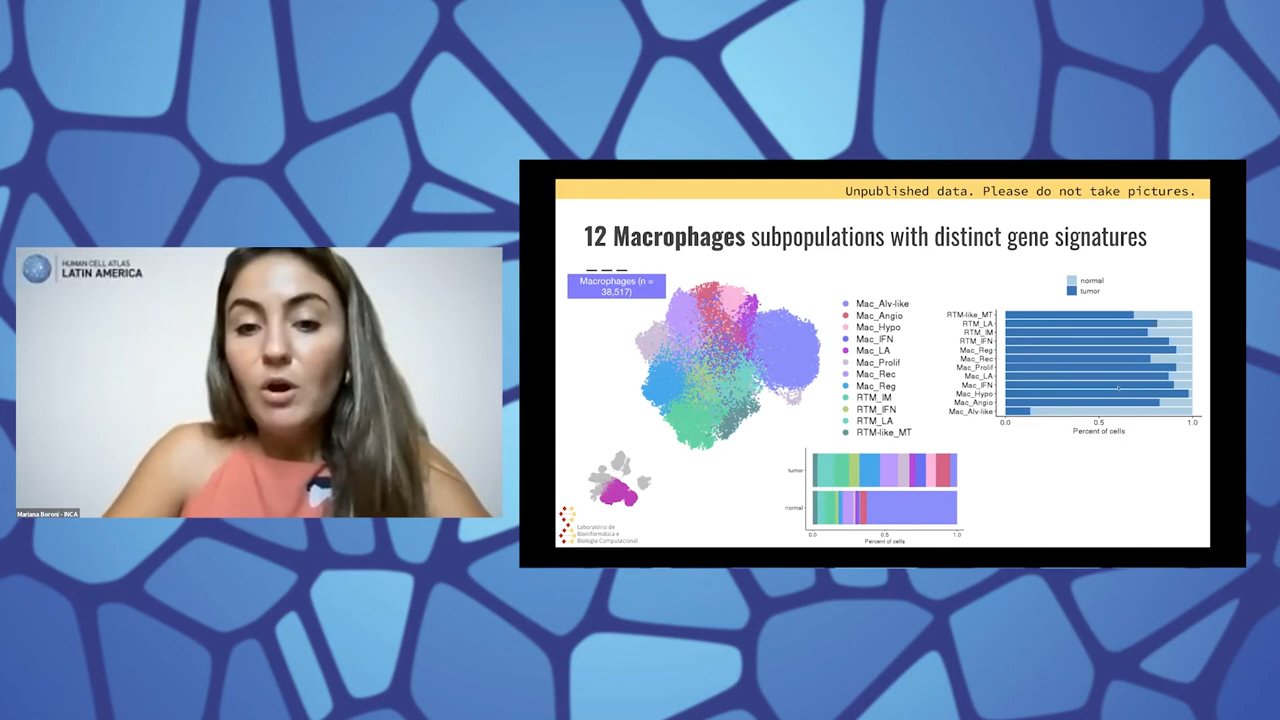 HUMAN CELL ATLAS
LATIN AMERICA
Mariana Boroni - INCA
Unpublished data. Please do not take pictures.
12 Macrophages subpopulations with distinct gene signatures
Macrophages (n =
38,517)
Mac_Alv-like
Mac_Angio
Mac_Hypo
Mac_IFN
Mac_LA
Mac_Prolif
Mac_Rec
Mac_Reg
RTM_IM
RTM_IFN
RTM_LA
RTM-like_MT
normal
tumor
RTM-like_MT
RTM_LA
RTM_IM
RTM_IFN
Mac_Reg
Mac_Rec
Mac_Prolif
Mac_LA
Mac_IFN
Mac_Hypo
Mac_Angio
Mac_Alv-like
0.0 0.5 1.0
Percent of cells
tumor
normal
0.0 0.5 1.0
Percent of cells
Laboratório de
Bioinformática e
Biologia Computacional